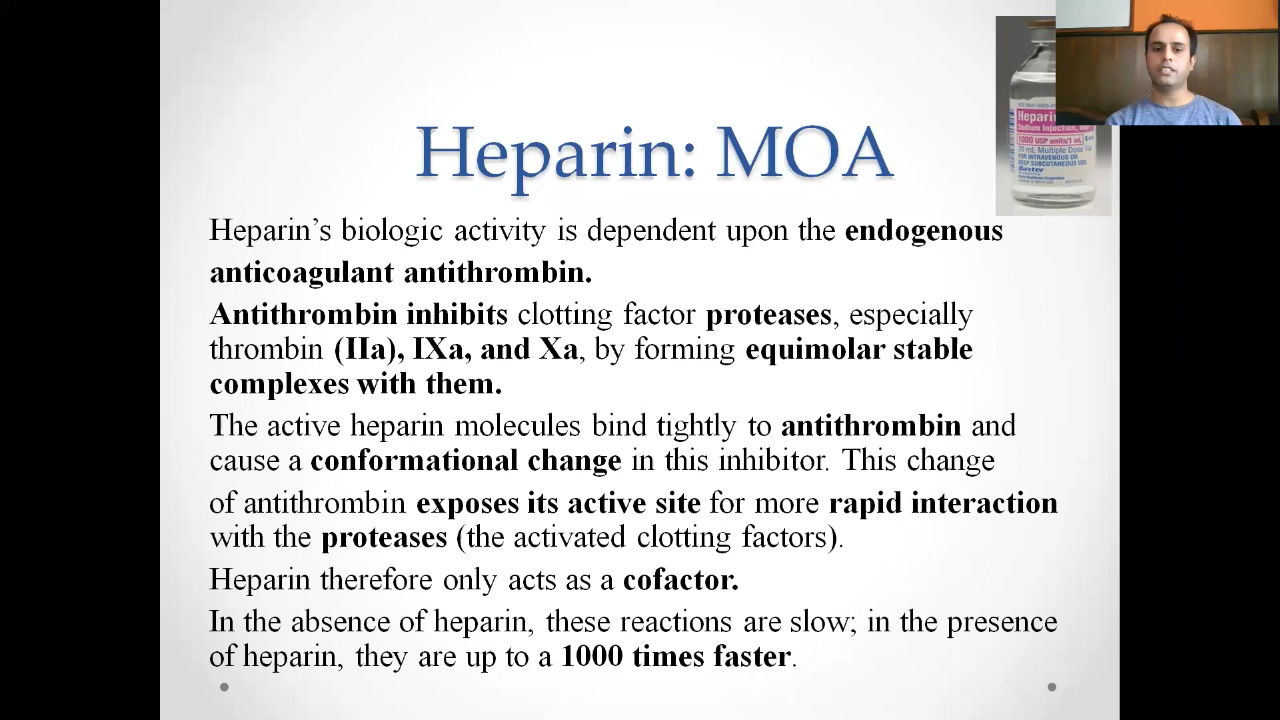 Heparin: MOA
Heparin
Sodium Injection, USP
1000 USP units/1 mL
30 mL Multiple Dose Vial
FOR INTRAVENOUS OR
DEEP SUBCUTANEOUS USE
Baxter
Heparin’s biologic activity is dependent upon the endogenous
anticoagulant antithrombin.
Antithrombin inhibits clotting factor proteases, especially
thrombin (IIa), IXa, and Xa, by forming equimolar stable
complexes with them.
The active heparin molecules bind tightly to antithrombin and
cause a conformational change in this inhibitor. This change
of antithrombin exposes its active site for more rapid interaction
with the proteases (the activated clotting factors).
Heparin therefore only acts as a cofactor.
In the absence of heparin, these reactions are slow; in the presence
of heparin, they are up to a 1000 times faster.